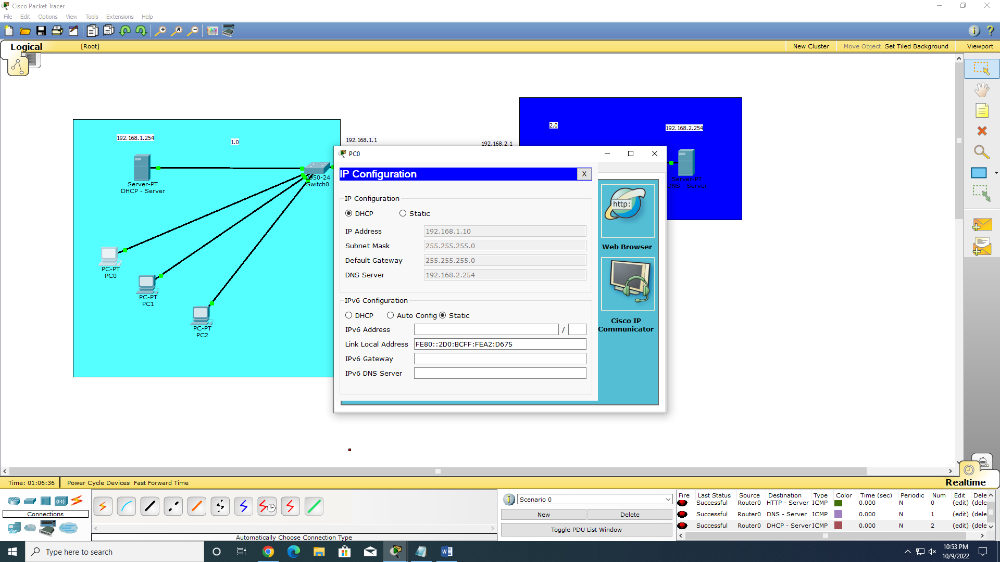 Cisco Packet Tracer
File Edit Options View Tools Extensions Help
Logical [Root] New Cluster Move Object Set Tiled Background Viewport
192.168.1.254
1.0
192.168.1.1
192.168.2.1
2.0
192.168.2.254
Server-PT
DHCP - Server
2950-24
Switch0
PC-PT
PC0
PC-PT
PC1
PC-PT
PC2
Server-PT
DNS - Server
PC0
IP Configuration X
IP Configuration
DHCP Static
IP Address 192.168.1.10
Subnet Mask 255.255.255.0
Default Gateway 255.255.255.0
DNS Server 192.168.2.254
IPv6 Configuration
DHCP Auto Config Static
IPv6 Address /
Link Local Address FE80::2D0:BCFF:FEA2:D675
IPv6 Gateway
IPv6 DNS Server
http:
Web Browser
Cisco IP
Communicator
Time: 01:06:36 Power Cycle Devices Fast Forward Time Realtime
Connections
Automatically Choose Connection Type
Scenario 0
New Delete
Toggle PDU List Window
Fire Last Status Source Destination Type Color Time (sec) Periodic Num Edit Dele
Successful Router0 HTTP - Server ICMP 0.000 N 0 (edit) (dele
Successful Router0 DNS - Server ICMP 0.000 N 1 (edit) (dele
Successful Router0 DHCP - Server ICMP 0.000 N 2 (edit) (dele
Type here to search
10:53 PM
10/9/2022